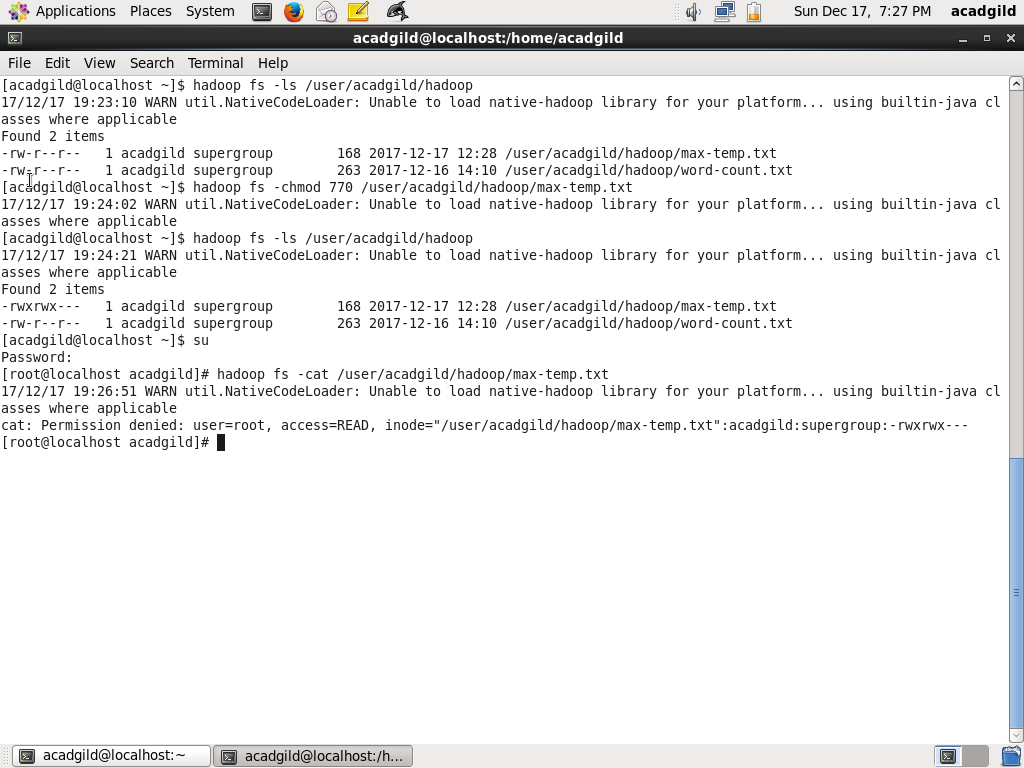 Applications Places System
Sun Dec 17, 7:27 PM acadgild
acadgild@localhost:/home/acadgild
File Edit View Search Terminal Help
[acadgild@localhost ~]$ hadoop fs -ls /user/acadgild/hadoop
17/12/17 19:23:10 WARN util.NativeCodeLoader: Unable to load native-hadoop library for your platform... using builtin-java cl
asses where applicable
Found 2 items
-rw-r--r--   1 acadgild supergroup        168 2017-12-17 12:28 /user/acadgild/hadoop/max-temp.txt
-rw-r--r--   1 acadgild supergroup        263 2017-12-16 14:10 /user/acadgild/hadoop/word-count.txt
[acadgild@localhost ~]$ hadoop fs -chmod 770 /user/acadgild/hadoop/max-temp.txt
17/12/17 19:24:02 WARN util.NativeCodeLoader: Unable to load native-hadoop library for your platform... using builtin-java cl
asses where applicable
[acadgild@localhost ~]$ hadoop fs -ls /user/acadgild/hadoop
17/12/17 19:24:21 WARN util.NativeCodeLoader: Unable to load native-hadoop library for your platform... using builtin-java cl
asses where applicable
Found 2 items
-rwxrwx---   1 acadgild supergroup        168 2017-12-17 12:28 /user/acadgild/hadoop/max-temp.txt
-rw-r--r--   1 acadgild supergroup        263 2017-12-16 14:10 /user/acadgild/hadoop/word-count.txt
[acadgild@localhost ~]$ su
Password:
[root@localhost acadgild]# hadoop fs -cat /user/acadgild/hadoop/max-temp.txt
17/12/17 19:26:51 WARN util.NativeCodeLoader: Unable to load native-hadoop library for your platform... using builtin-java cl
asses where applicable
cat: Permission denied: user=root, access=READ, inode="/user/acadgild/hadoop/max-temp.txt":acadgild:supergroup:-rwxrwx---
[root@localhost acadgild]#
acadgild@localhost:~
acadgild@localhost:/h...